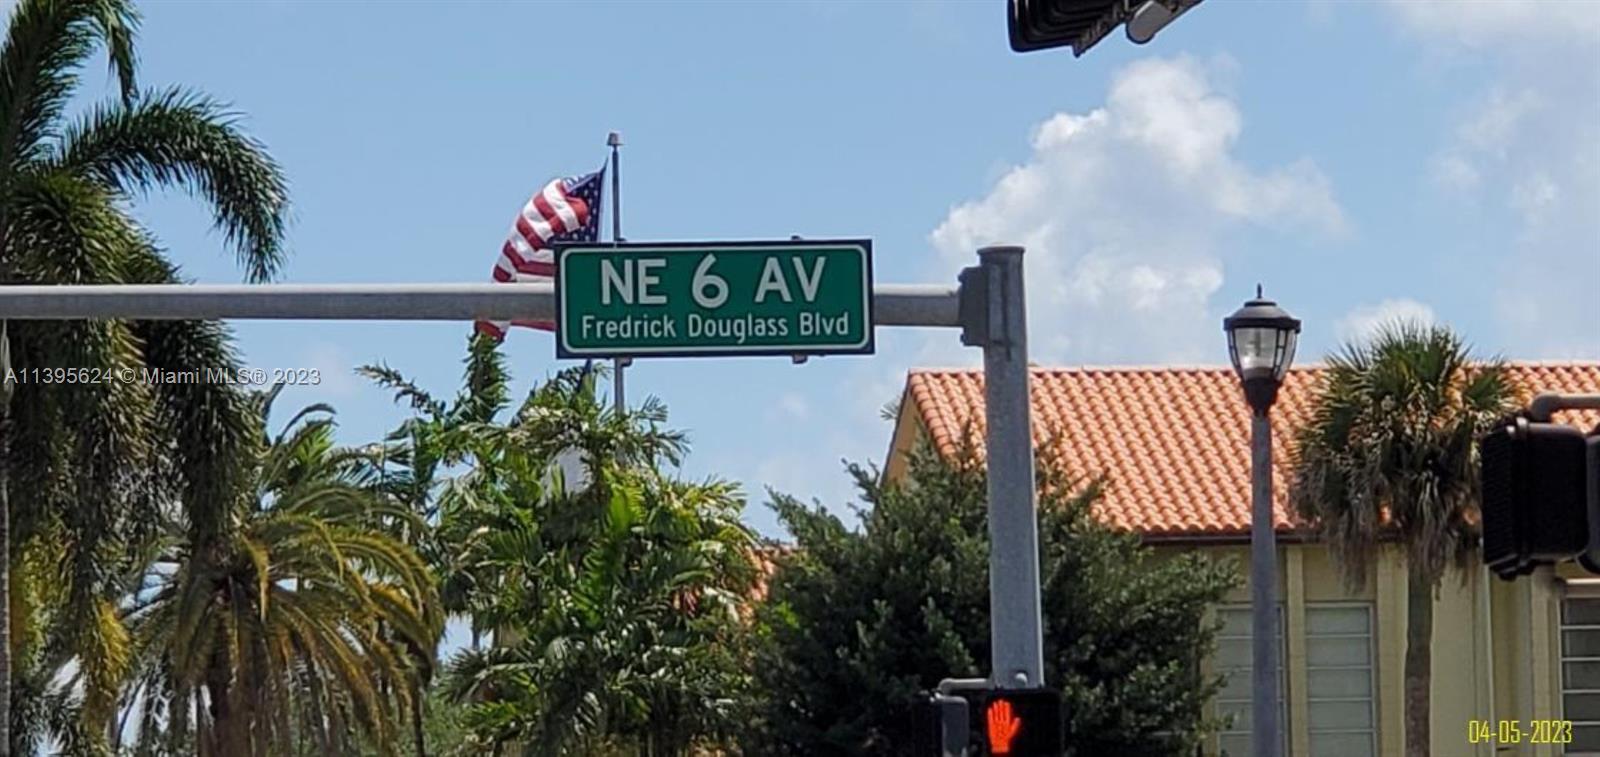 NE 6 AV
Fredrick Douglass Blvd
A11395624 © Miami MLS® 2023
04-05-2023